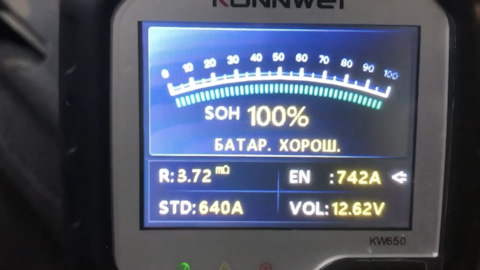 KONNWEI
0 10 20 30 40 50 60 70 80 90 100
SOH 100%
БАТАР. ХОРОШ.
R:3.72 mΩ EN :742A
STD:640A VOL:12.62V
KW650